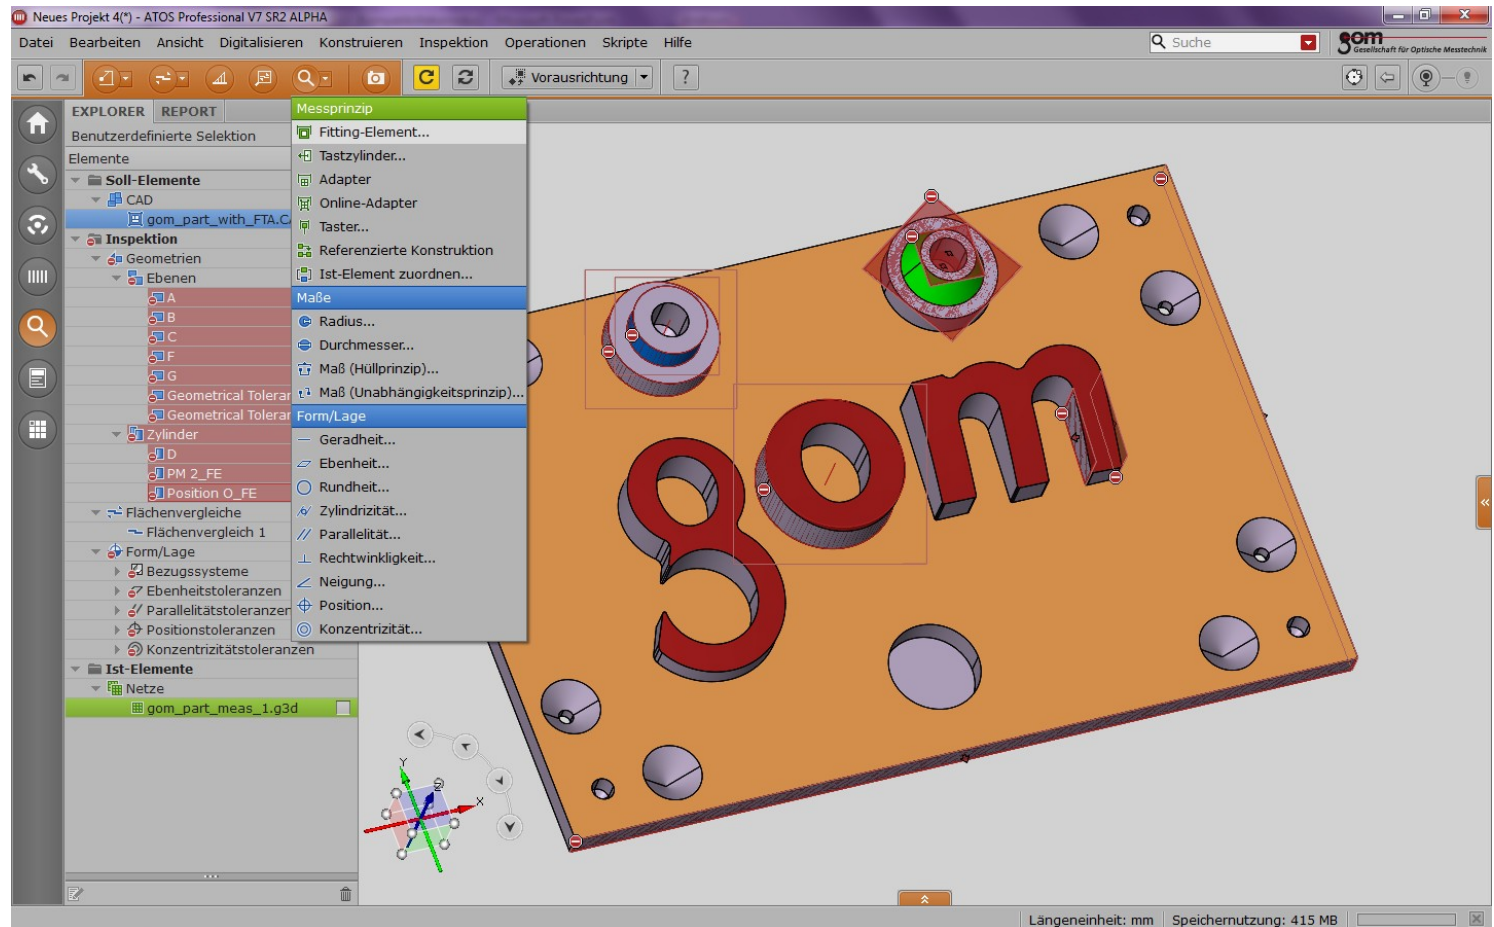 Neues Projekt 4(*) - ATOS Professional V7 SR2 ALPHA
Datei Bearbeiten Ansicht Digitalisieren Konstruieren Inspektion Operationen Skripte Hilfe
Suche
gom
Gesellschaft für Optische Messtechnik
Vorausrichtung
?
EXPLORER REPORT
Benutzerdefinierte Selektion
Elemente
Soll-Elemente
CAD
gom_part_with_FTA.C
Inspektion
Geometrien
Ebenen
A
B
C
F
G
Geometrical Tolerar
Geometrical Tolerar
Zylinder
D
PM 2_FE
Position O_FE
Flächenvergleiche
Flächenvergleich 1
Form/Lage
Bezugssysteme
Ebenheitstoleranzen
Parallelitätstoleranzen
Positionstoleranzen
Konzentrizitätstoleranzen
Ist-Elemente
Netze
gom_part_meas_1.g3d
Messprinzip
Fitting-Element...
Tastzylinder...
Adapter
Online-Adapter
Taster...
Referenzierte Konstruktion
Ist-Element zuordnen...
Maße
Radius...
Durchmesser...
Maß (Hüllprinzip)...
Maß (Unabhängigkeitsprinzip)...
Form/Lage
Geradheit...
Ebenheit...
Rundheit...
Zylindrizität...
Parallelität...
Rechtwinkligkeit...
Neigung...
Position...
Konzentrizität...
gom
Y
Z
X
Längeneinheit: mm
Speichernutzung: 415 MB